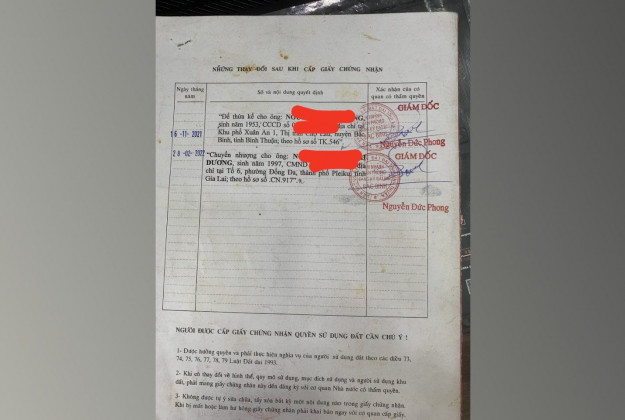 NHỮNG THAY ĐỔI SAU KHI CẤP GIẤY CHỨNG NHẬN
Ngày tháng năm
Số và nội dung quyết định
Xác nhận của cơ quan có thẩm quyền
16-11-2021
"Để thừa kế cho ông:
sinh năm 1953, CCCD số chỉ tại
Khu phố Xuân An 1, Thị huyện Bắc
Bình, tỉnh Bình Thuận; theo hồ sơ số TK.546"
GIÁM ĐỐC
Nguyễn Đức Phong
28-02-2022
"Chuyển nhượng cho ông:
DƯƠNG, sinh năm 1997, CMND
chỉ tại Tổ 6, phường Đống Đa, thành phố Pleiku, tỉnh
Gia Lai; theo hồ sơ số .CN.917".
GIÁM ĐỐC
Nguyễn Đức Phong
NGƯỜI ĐƯỢC CẤP GIẤY CHỨNG NHẬN QUYỀN SỬ DỤNG ĐẤT CẦN CHÚ Ý !
1- Được hưởng quyền và phải thực hiện nghĩa vụ của người sử dụng đất theo các điều 73,
74, 75, 76, 77, 78, 79 Luật Đất đai 1993.
2- Khi có thay đổi về hình thể, quy mô sử dụng, mục đích sử dụng và người sử dụng khu
đất, phải mang giấy chứng nhận này đến đăng ký với cơ quan Nhà nước có thẩm quyền.
3- Không được tự ý sửa chữa, tẩy xóa bất kỳ một nội dung nào trong giấy chứng nhận.
Khi bị mất hoặc làm hư hỏng giấy chứng nhận phải khai báo ngay với cơ quan cấp giấy.